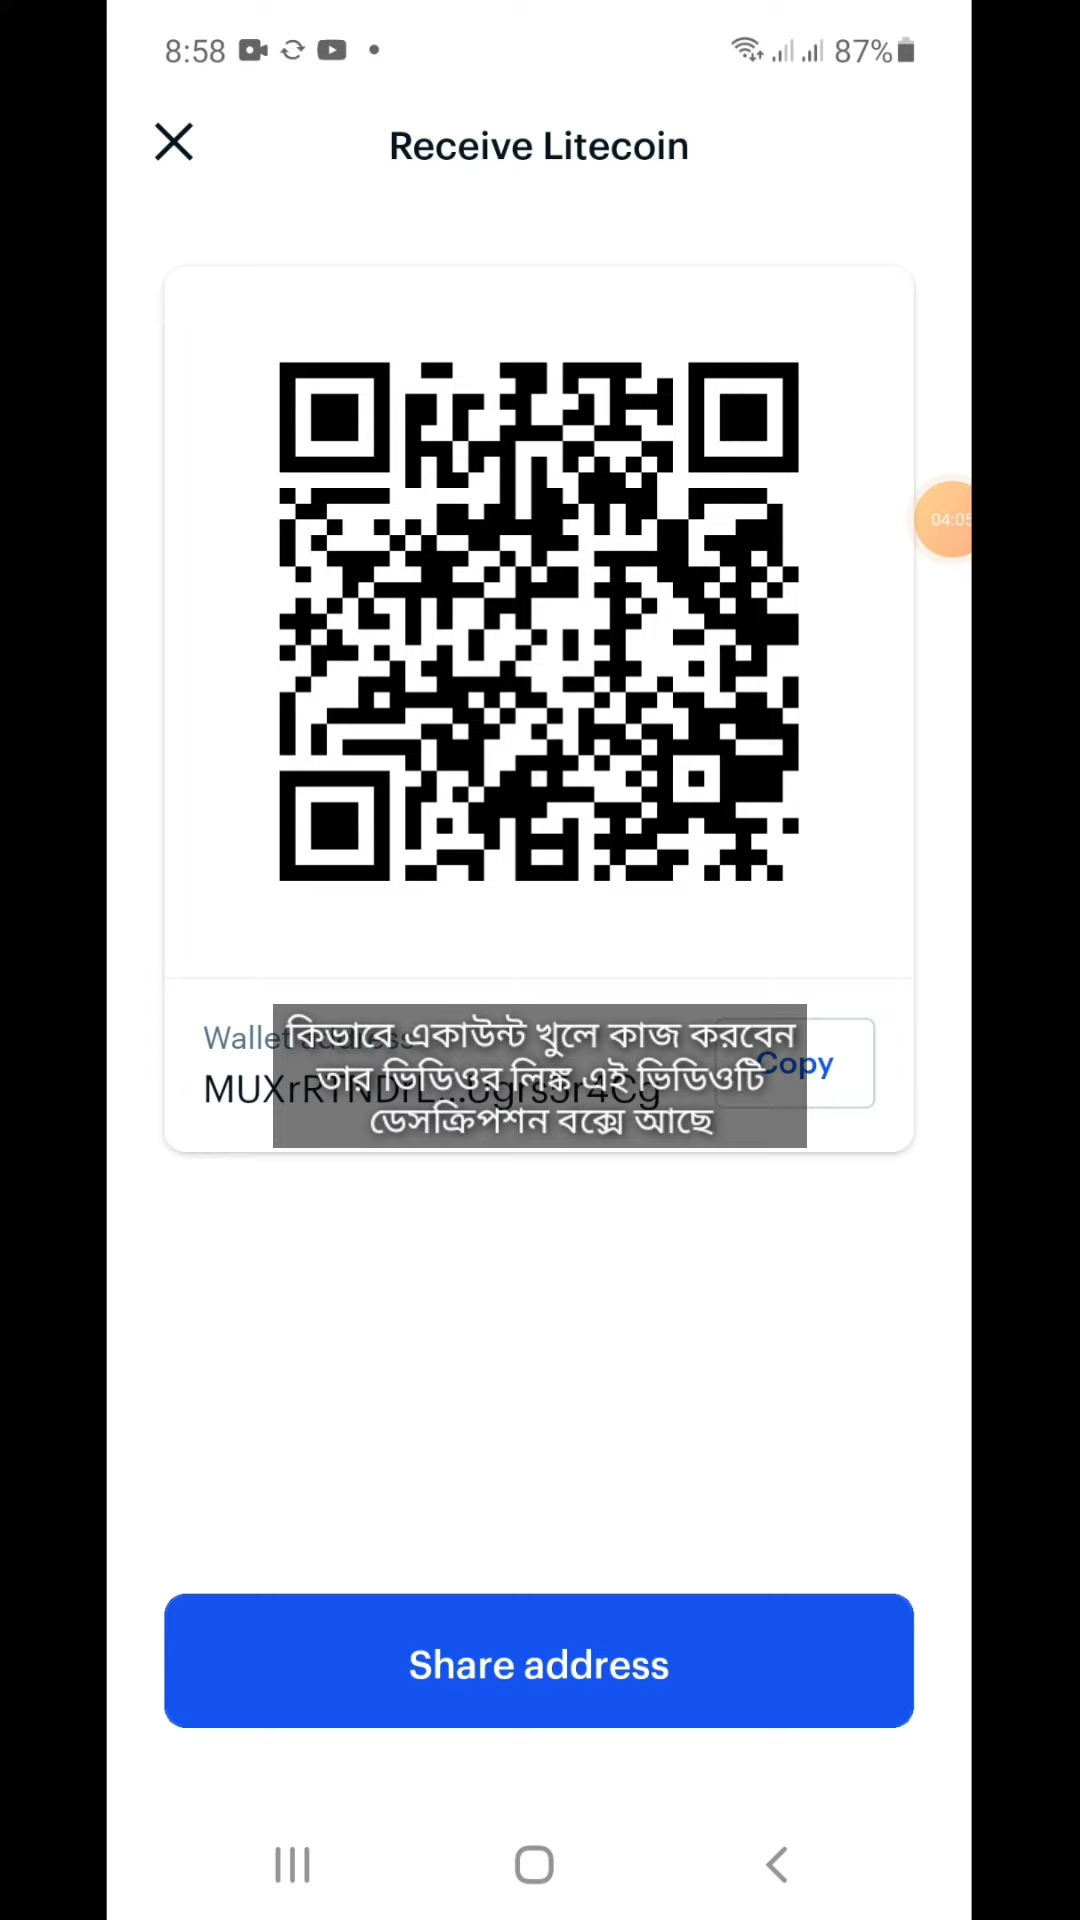 8:58
87%
Receive Litecoin
04:05
Wallet address
কিভাবে একাউন্ট খুলে কাজ করবেন
তার ভিডিওর লিঙ্ক এই ভিডিওটি
ডেসক্রিপশন বক্সে আছে
Copy
Share address